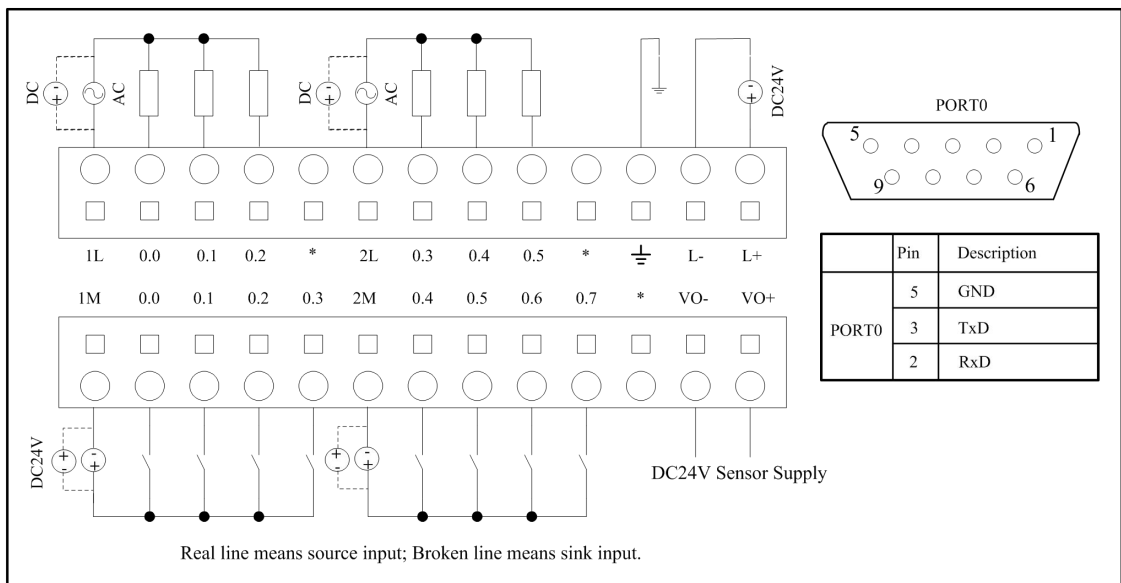 DC
AC
DC
AC
DC24V
1L 0.0 0.1 0.2 * 2L 0.3 0.4 0.5 * L- L+
1M 0.0 0.1 0.2 0.3 2M 0.4 0.5 0.6 0.7 * VO- VO+
DC24V
DC24V Sensor Supply
Real line means source input; Broken line means sink input.
PORT0
5 1
9 6
Pin Description
PORT0
5 GND
3 TxD
2 RxD